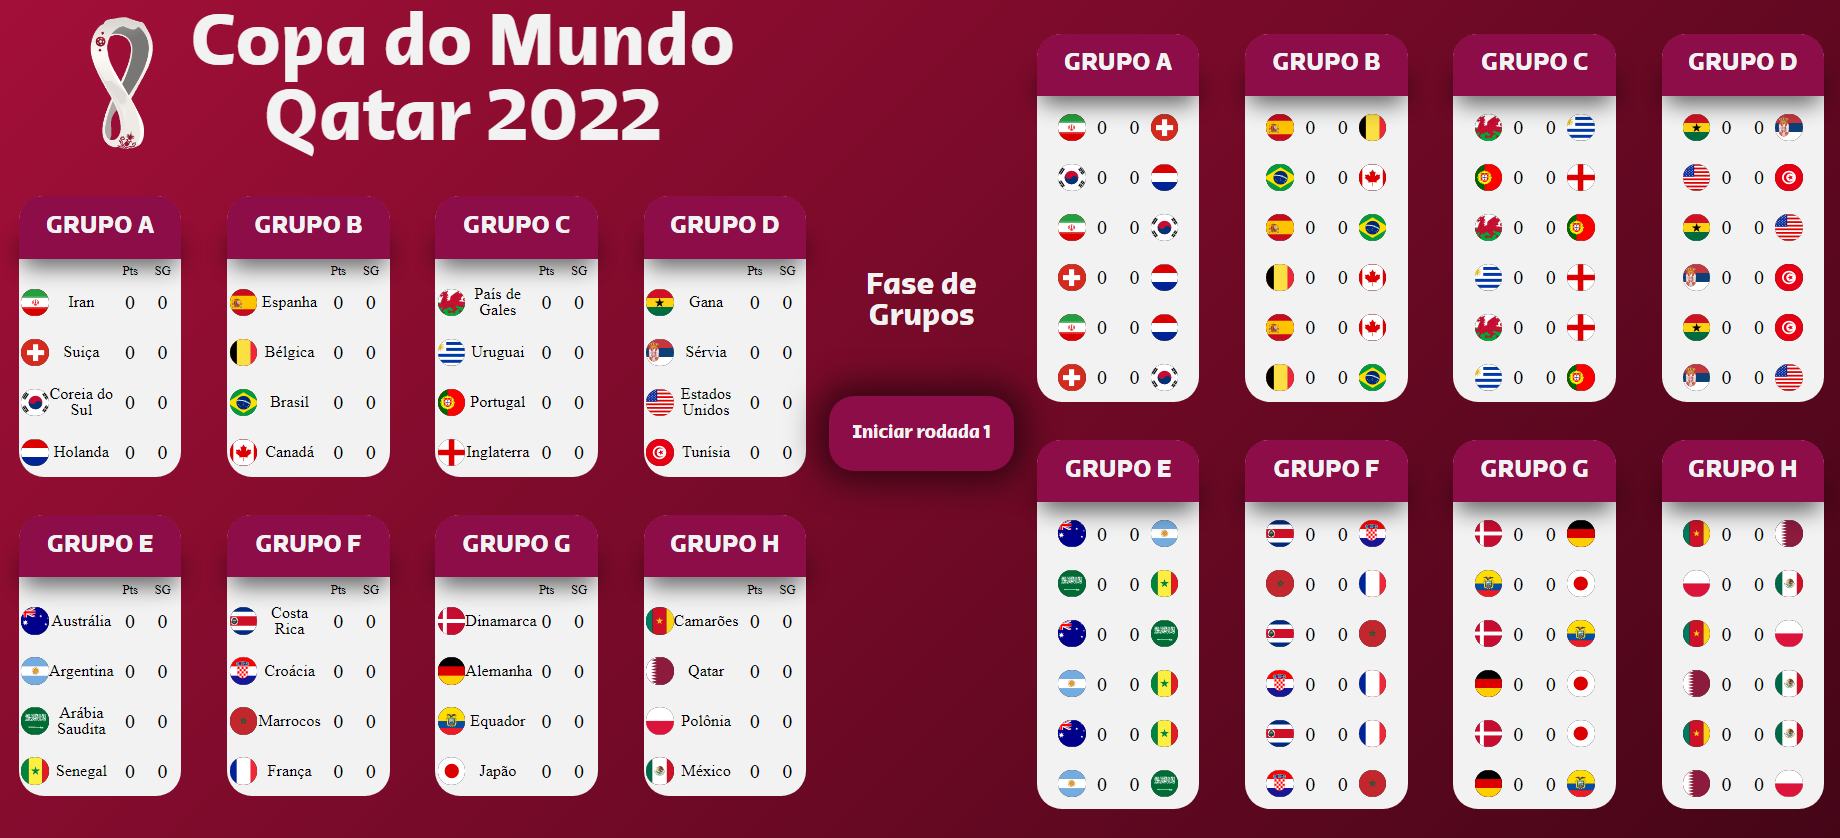 Copa do Mundo
Qatar 2022
GRUPO A
Pts SG
Iran 0 0
Suiça 0 0
Coreia do
Sul 0 0
Holanda 0 0
GRUPO B
Pts SG
Espanha 0 0
Bélgica 0 0
Brasil 0 0
Canadá 0 0
GRUPO C
Pts SG
País de
Gales 0 0
Uruguai 0 0
Portugal 0 0
Inglaterra 0 0
GRUPO D
Pts SG
Gana 0 0
Sérvia 0 0
Estados
Unidos 0 0
Tunísia 0 0
GRUPO E
Pts SG
Austrália 0 0
Argentina 0 0
Arábia
Saudita 0 0
Senegal 0 0
GRUPO F
Pts SG
Costa
Rica 0 0
Croácia 0 0
Marrocos 0 0
França 0 0
GRUPO G
Pts SG
Dinamarca 0 0
Alemanha 0 0
Equador 0 0
Japão 0 0
GRUPO H
Pts SG
Camarões 0 0
Qatar 0 0
Polônia 0 0
México 0 0
Fase de
Grupos
Iniciar rodada 1
GRUPO A
0 0
0 0
0 0
0 0
0 0
0 0
GRUPO B
0 0
0 0
0 0
0 0
0 0
0 0
GRUPO C
0 0
0 0
0 0
0 0
0 0
0 0
GRUPO D
0 0
0 0
0 0
0 0
0 0
0 0
GRUPO E
0 0
0 0
0 0
0 0
0 0
0 0
GRUPO F
0 0
0 0
0 0
0 0
0 0
0 0
GRUPO G
0 0
0 0
0 0
0 0
0 0
0 0
GRUPO H
0 0
0 0
0 0
0 0
0 0
0 0